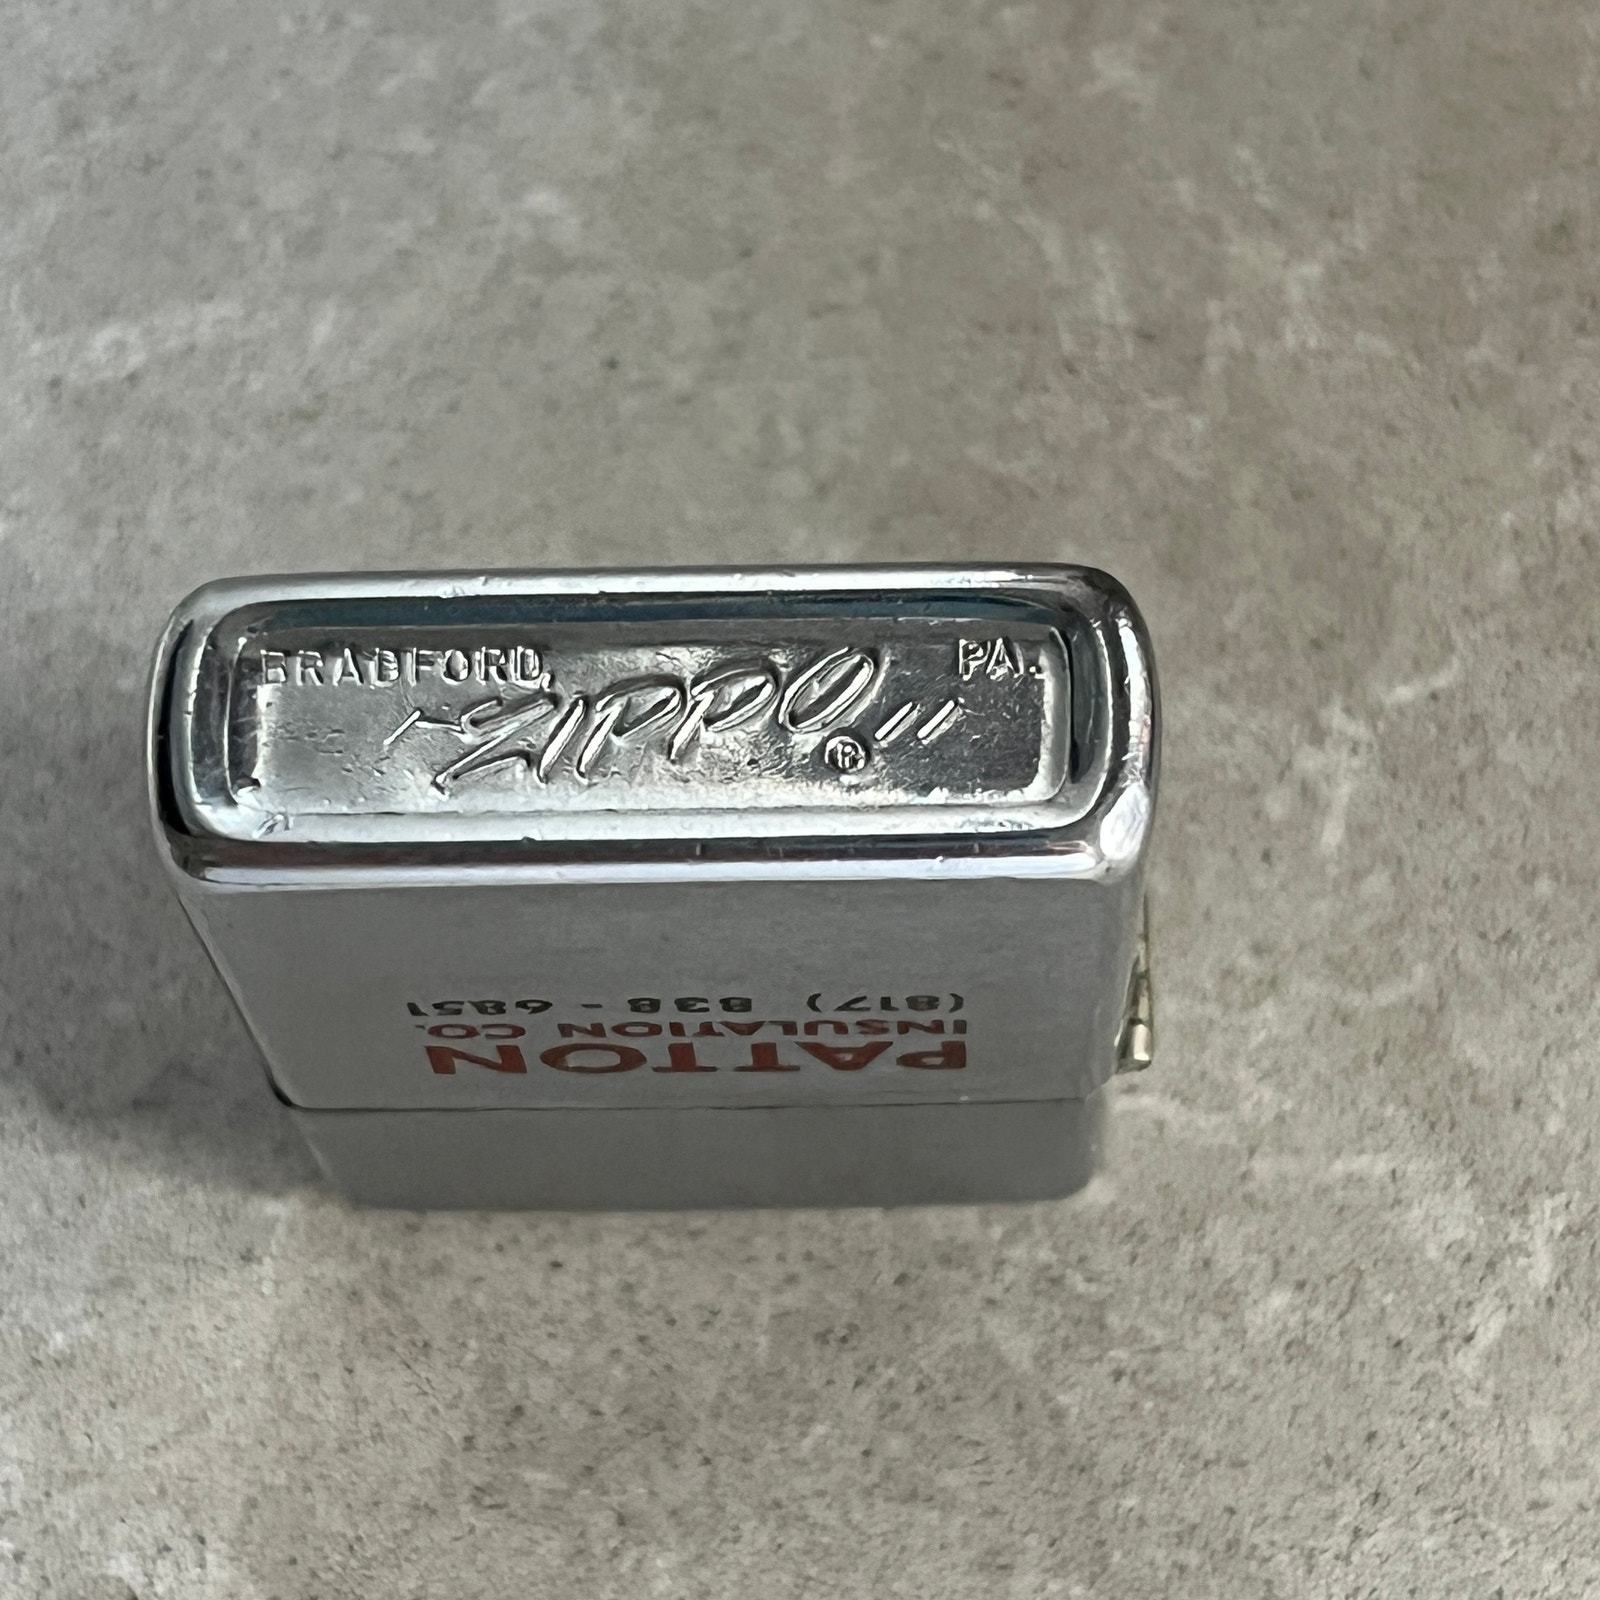 BRADFORD, PA.
/- ZIPPO ® //
PATTON
INSULATION CO.
(817) 838-6851